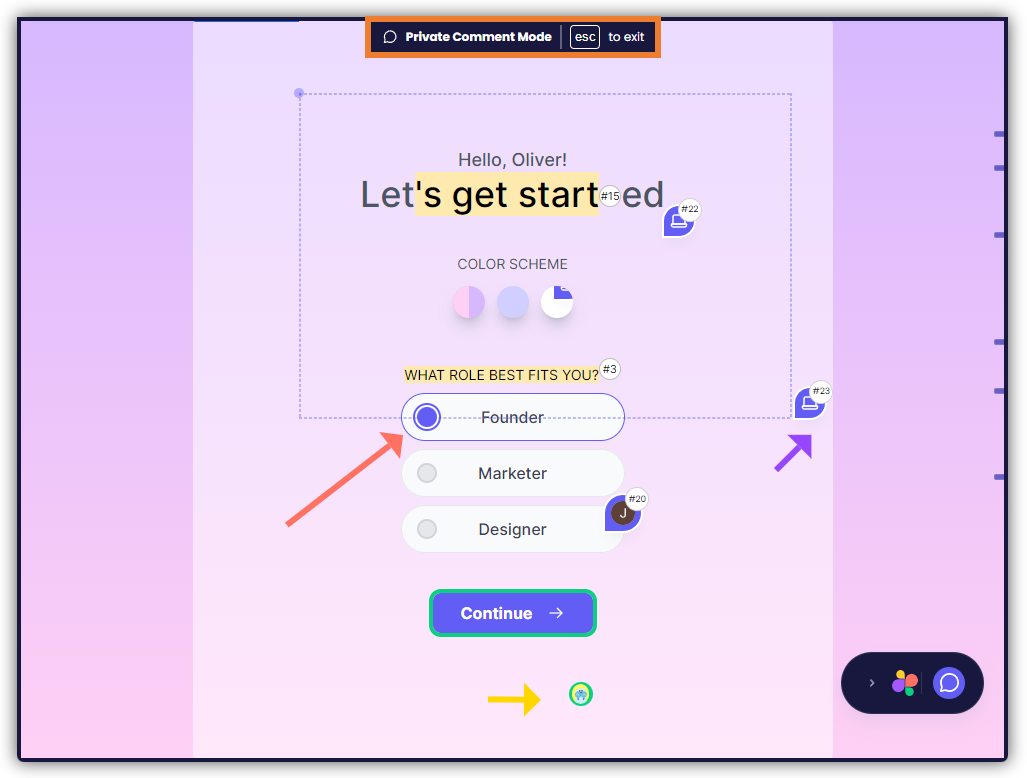 Private Comment Mode esc to exit
Hello, Oliver!
Let's get started
#15
#22
COLOR SCHEME
WHAT ROLE BEST FITS YOU?
#3
#23
Founder
Marketer
#20
J
Designer
Continue